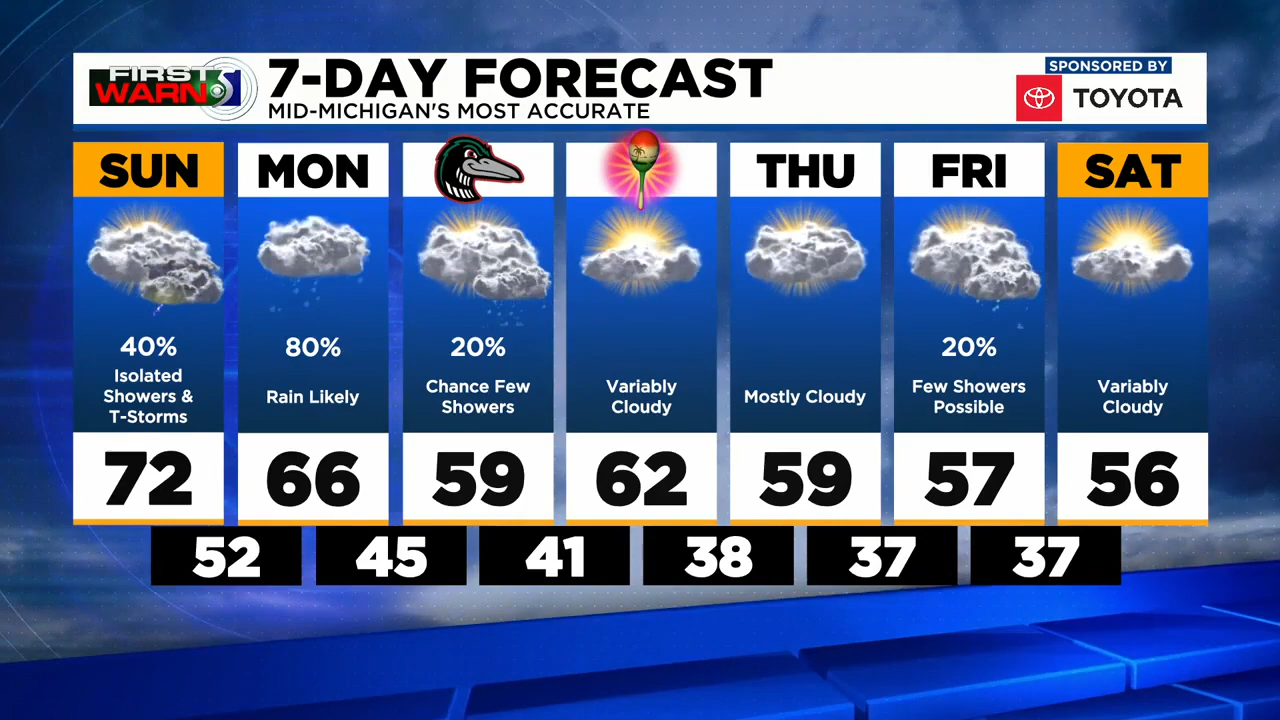 FIRST
WARN 5
7-DAY FORECAST
MID-MICHIGAN'S MOST ACCURATE
SPONSORED BY
TOYOTA
SUN
MON
THU
FRI
SAT
40%
Isolated
Showers &
T-Storms
72
80%
Rain Likely
66
20%
Chance Few
Showers
59
Variably
Cloudy
62
Mostly Cloudy
59
20%
Few Showers
Possible
57
Variably
Cloudy
56
52
45
41
38
37
37